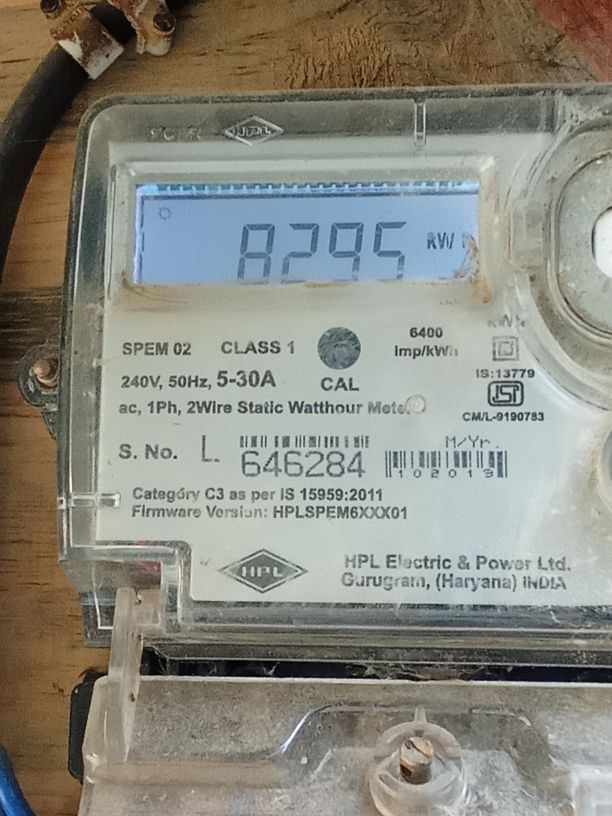 HPL
8295 kW
SPEM 02 CLASS 1 6400 imp/kWh
240V, 50Hz, 5-30A CAL
IS:13779
ac, 1Ph, 2Wire Static Watthour Meter
CM/L-9190783
M/Yr.
S. No. L 646284
102019
Category C3 as per IS 15959:2011
Firmware Version: HPLSPEM6XXX01
HPL
HPL Electric & Power Ltd.
Gurugram, (Haryana) INDIA